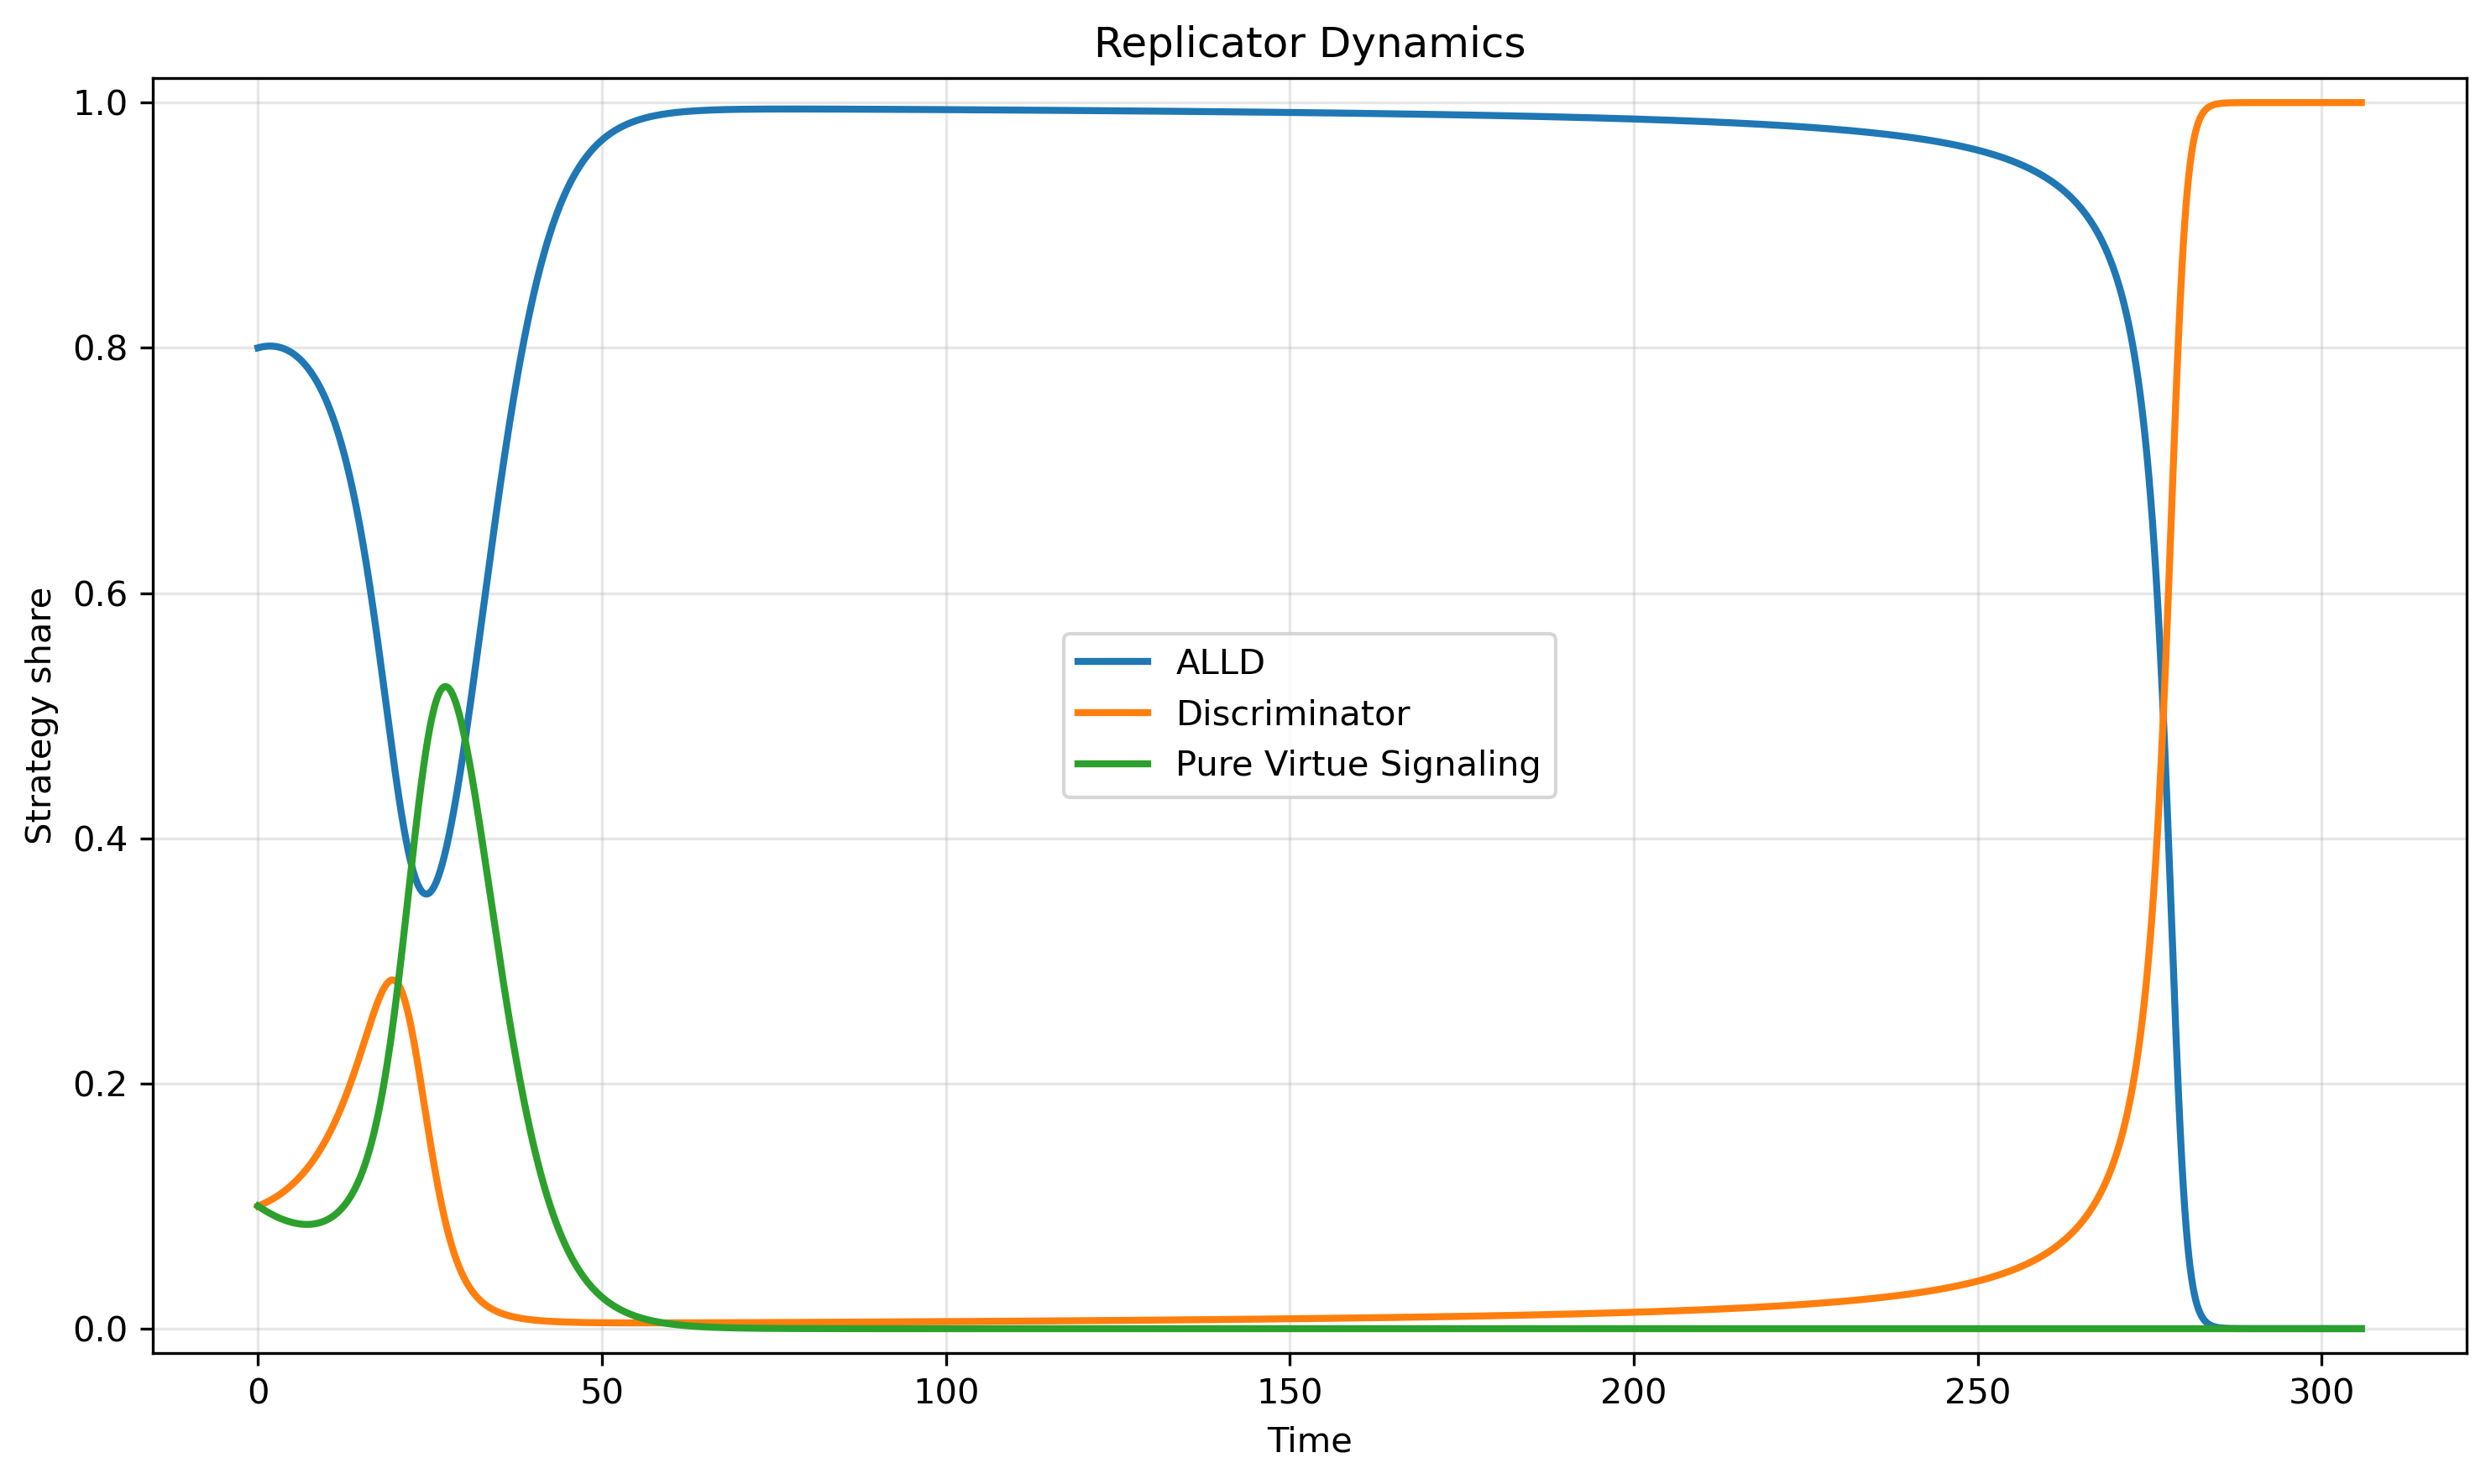 Replicator Dynamics
Strategy share
1.0
0.8
0.6
0.4
0.2
0.0
ALLD
Discriminator
Pure Virtue Signaling
0 50 100 150 200 250 300
Time